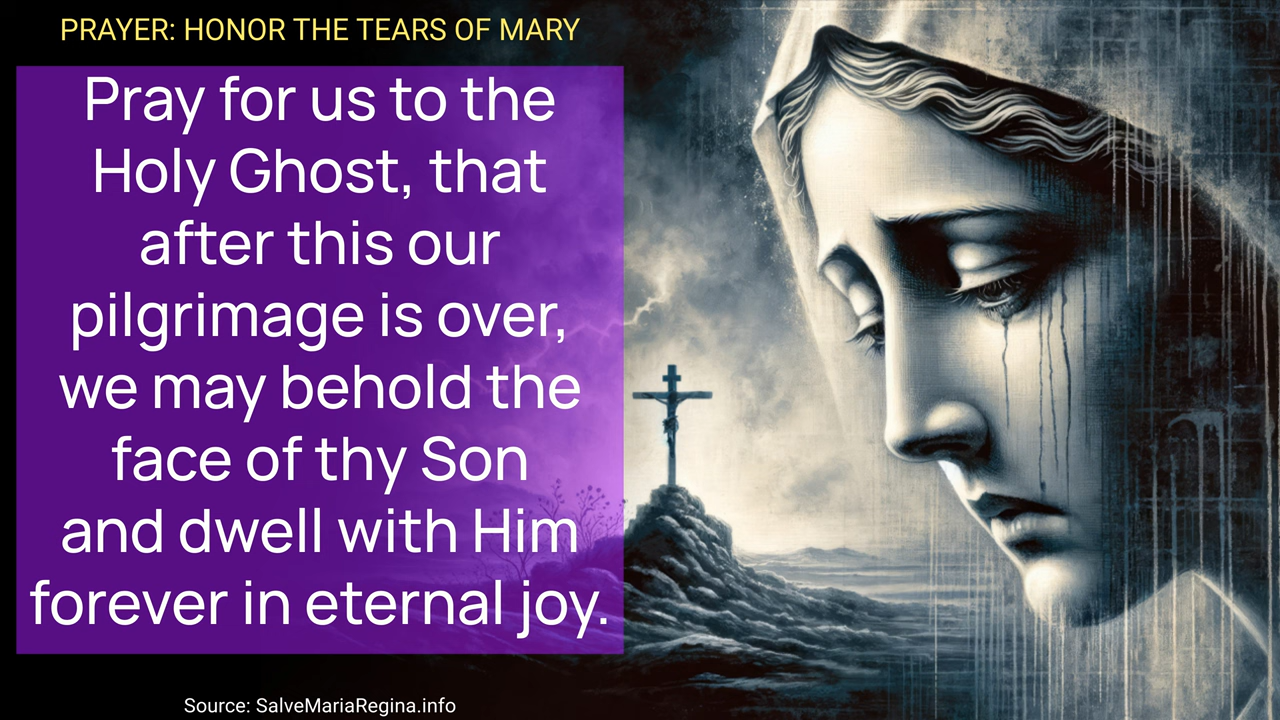 PRAYER: HONOR THE TEARS OF MARY
Pray for us to the
Holy Ghost, that
after this our
pilgrimage is over,
we may behold the
face of thy Son
and dwell with Him
forever in eternal joy.
Source: SalveMariaRegina.info